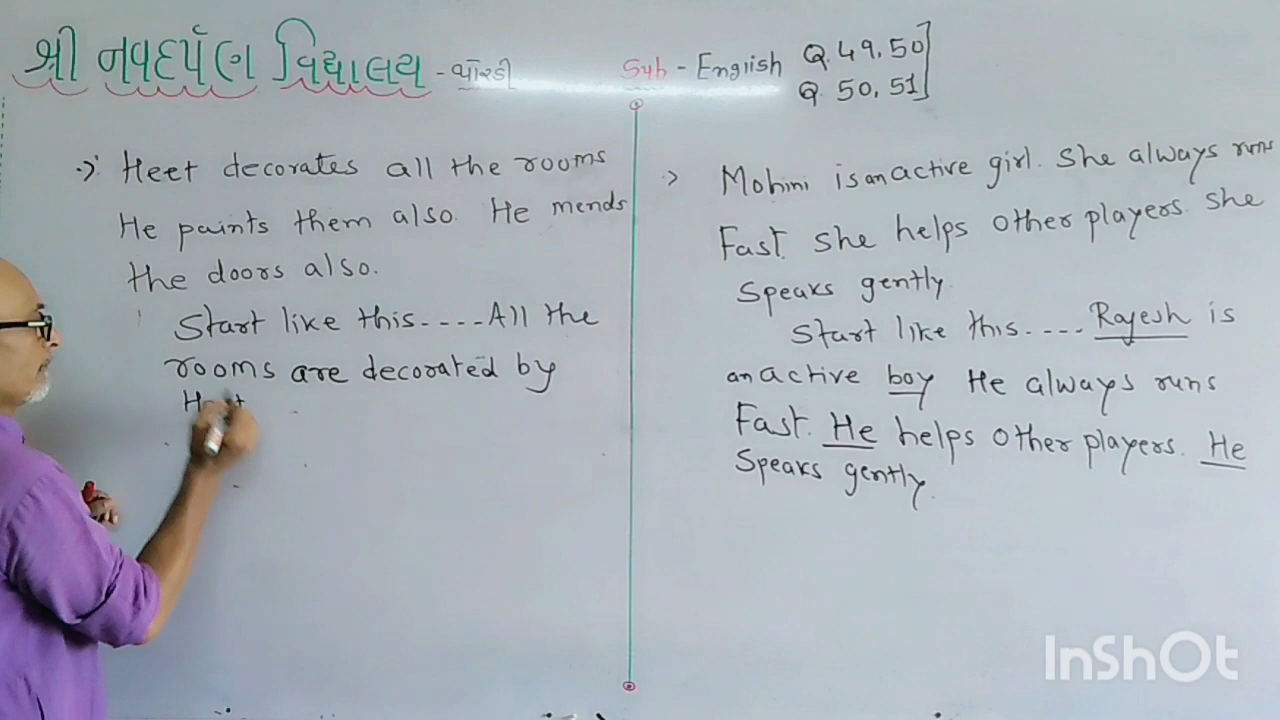 શ્રી નવદર્પણ વિદ્યાલય - થોરડી
Sub - English Q. 49, 50
Q. 50, 51
Heet decorates all the rooms
He paints them also. He mends
the doors also.
Start like this.... All the
rooms are decorated by
Mohini is an active girl. She always runs
Fast. She helps other players. She
Speaks gently.
Start like this.... Rajesh is
an active boy He always runs
Fast. He helps other players. He
Speaks gently.
InShOt